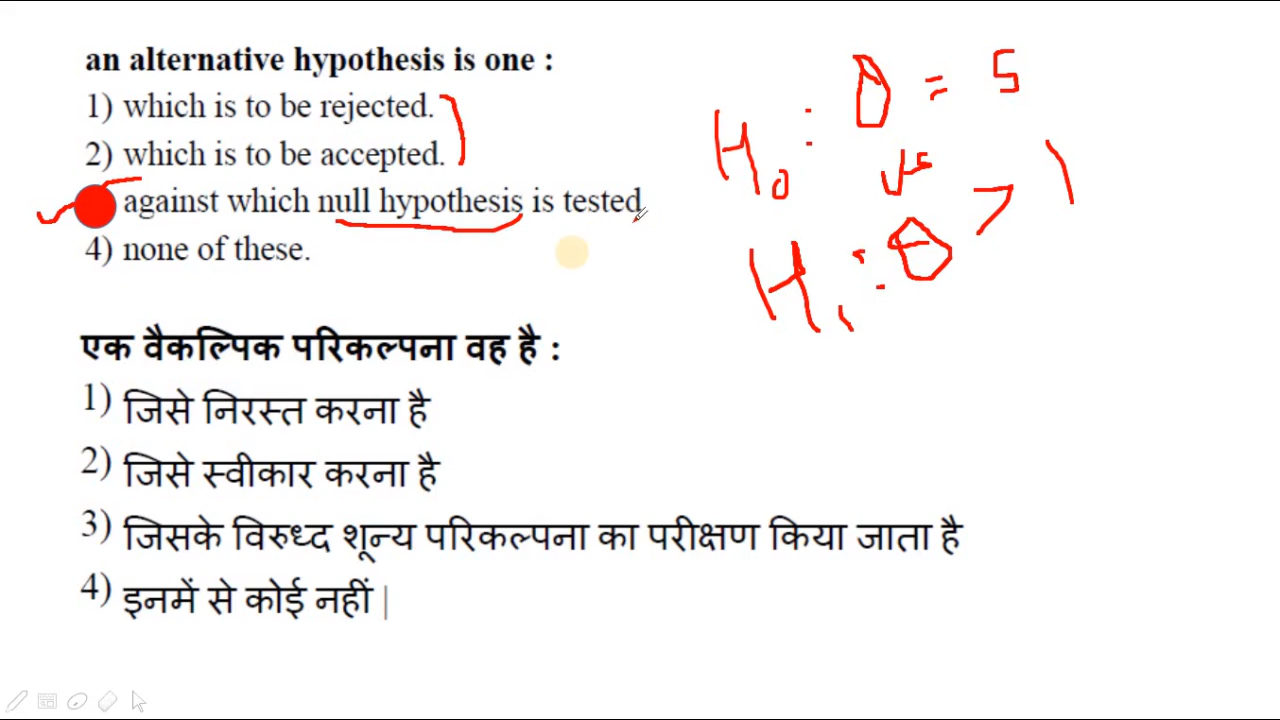 an alternative hypothesis is one :
1) which is to be rejected.
2) which is to be accepted.
against which null hypothesis is tested
4) none of these.
H₀ : θ = 5
vs
H₁ : θ >
एक वैकल्पिक परिकल्पना वह है :
1) जिसे निरस्त करना है
2) जिसे स्वीकार करना है
3) जिसके विरुध्द शून्य परिकल्पना का परीक्षण किया जाता है
4) इनमें से कोई नहीं |